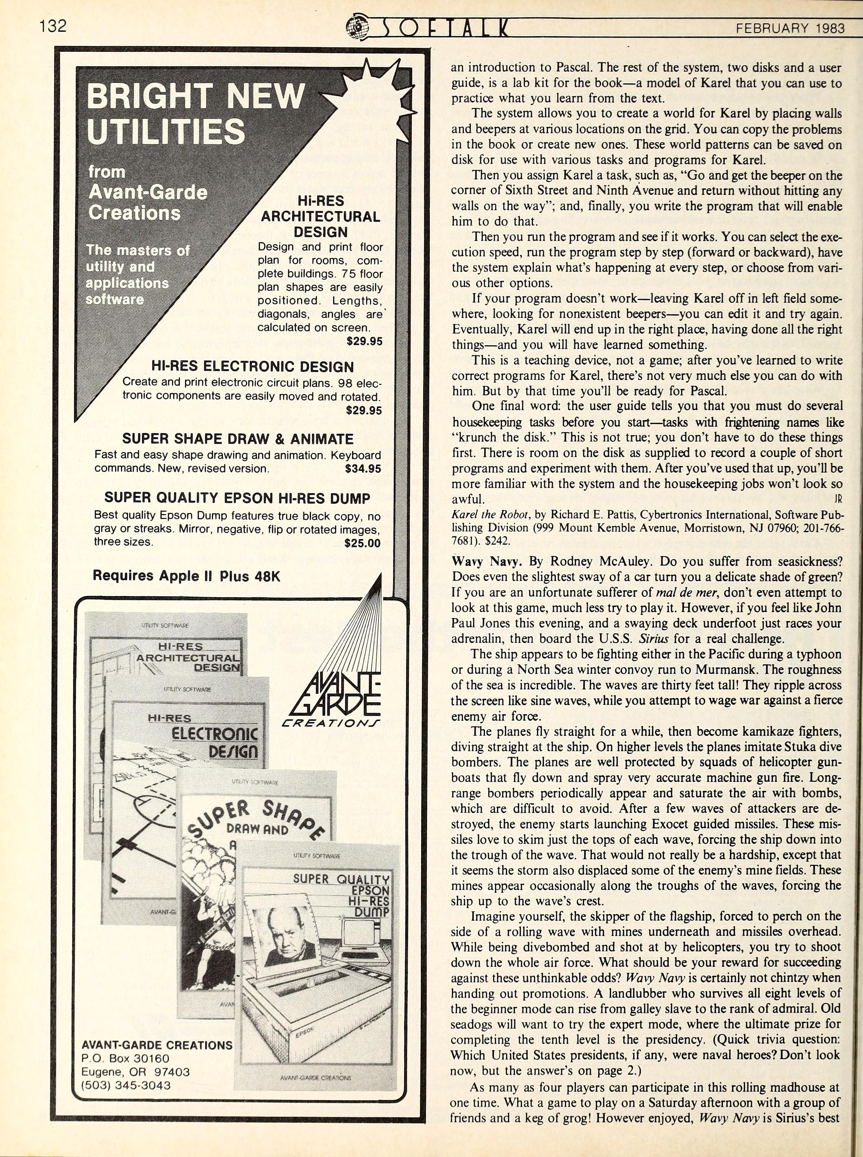 132
SOFTALK
FEBRUARY 1983
BRIGHT NEW
UTILITIES
from
Avant-Garde
Creations
The masters of
utility and
applications
software
Hi-RES
ARCHITECTURAL
DESIGN
Design and print floor
plan for rooms, com-
plete buildings. 75 floor
plan shapes are easily
positioned. Lengths,
diagonals, angles are
calculated on screen.
$29.95
HI-RES ELECTRONIC DESIGN
Create and print electronic circuit plans. 98 elec-
tronic components are easily moved and rotated.
$29.95
SUPER SHAPE DRAW & ANIMATE
Fast and easy shape drawing and animation. Keyboard
commands. New, revised version. $34.95
SUPER QUALITY EPSON HI-RES DUMP
Best quality Epson Dump features true black copy, no
gray or streaks. Mirror, negative, flip or rotated images,
three sizes. $25.00
Requires Apple II Plus 48K
AVANT-
GARDE
CREATIONS
UTILITY SOFTWARE
HI-RES
ARCHITECTURAL
DESIGN
UTILITY SOFTWARE
HI-RES
ELECTRONIC
DESIGN
AVANT-G
UTILITY SOFTWARE
SUPER SHAPE
DRAW AND
A
AVAN
UTILITY SOFTWARE
SUPER QUALITY
EPSON
HI-RES
DUMP
EPSON
AVANT-GARDE CREATIONS
AVANT-GARDE CREATIONS
P.O. Box 30160
Eugene, OR 97403
(503) 345-3043
an introduction to Pascal. The rest of the system, two disks and a user
guide, is a lab kit for the book—a model of Karel that you can use to
practice what you learn from the text.
The system allows you to create a world for Karel by placing walls
and beepers at various locations on the grid. You can copy the problems
in the book or create new ones. These world patterns can be saved on
disk for use with various tasks and programs for Karel.
Then you assign Karel a task, such as, "Go and get the beeper on the
corner of Sixth Street and Ninth Avenue and return without hitting any
walls on the way"; and, finally, you write the program that will enable
him to do that.
Then you run the program and see if it works. You can select the exe-
cution speed, run the program step by step (forward or backward), have
the system explain what's happening at every step, or choose from vari-
ous other options.
If your program doesn't work—leaving Karel off in left field some-
where, looking for nonexistent beepers—you can edit it and try again.
Eventually, Karel will end up in the right place, having done all the right
things—and you will have learned something.
This is a teaching device, not a game; after you've learned to write
correct programs for Karel, there's not very much else you can do with
him. But by that time you'll be ready for Pascal.
One final word: the user guide tells you that you must do several
housekeeping tasks before you start—tasks with frightening names like
"krunch the disk." This is not true; you don't have to do these things
first. There is room on the disk as supplied to record a couple of short
programs and experiment with them. After you've used that up, you'll be
more familiar with the system and the housekeeping jobs won't look so
awful. JR
Karel the Robot, by Richard E. Pattis, Cybertronics International, Software Pub-
lishing Division (999 Mount Kemble Avenue, Morristown, NJ 07960; 201-766-
7681). $242.
Wavy Navy. By Rodney McAuley. Do you suffer from seasickness?
Does even the slightest sway of a car turn you a delicate shade of green?
If you are an unfortunate sufferer of mal de mer, don't even attempt to
look at this game, much less try to play it. However, if you feel like John
Paul Jones this evening, and a swaying deck underfoot just races your
adrenalin, then board the U.S.S. Sirius for a real challenge.
The ship appears to be fighting either in the Pacific during a typhoon
or during a North Sea winter convoy run to Murmansk. The roughness
of the sea is incredible. The waves are thirty feet tall! They ripple across
the screen like sine waves, while you attempt to wage war against a fierce
enemy air force.
The planes fly straight for a while, then become kamikaze fighters,
diving straight at the ship. On higher levels the planes imitate Stuka dive
bombers. The planes are well protected by squads of helicopter gun-
boats that fly down and spray very accurate machine gun fire. Long-
range bombers periodically appear and saturate the air with bombs,
which are difficult to avoid. After a few waves of attackers are de-
stroyed, the enemy starts launching Exocet guided missiles. These mis-
siles love to skim just the tops of each wave, forcing the ship down into
the trough of the wave. That would not really be a hardship, except that
it seems the storm also displaced some of the enemy's mine fields. These
mines appear occasionally along the troughs of the waves, forcing the
ship up to the wave's crest.
Imagine yourself, the skipper of the flagship, forced to perch on the
side of a rolling wave with mines underneath and missiles overhead.
While being divebombed and shot at by helicopters, you try to shoot
down the whole air force. What should be your reward for succeeding
against these unthinkable odds? Wavy Navy is certainly not chintzy when
handing out promotions. A landlubber who survives all eight levels of
the beginner mode can rise from galley slave to the rank of admiral. Old
seadogs will want to try the expert mode, where the ultimate prize for
completing the tenth level is the presidency. (Quick trivia question:
Which United States presidents, if any, were naval heroes? Don't look
now, but the answer's on page 2.)
As many as four players can participate in this rolling madhouse at
one time. What a game to play on a Saturday afternoon with a group of
friends and a keg of grog! However enjoyed, Wavy Navy is Sirius's best